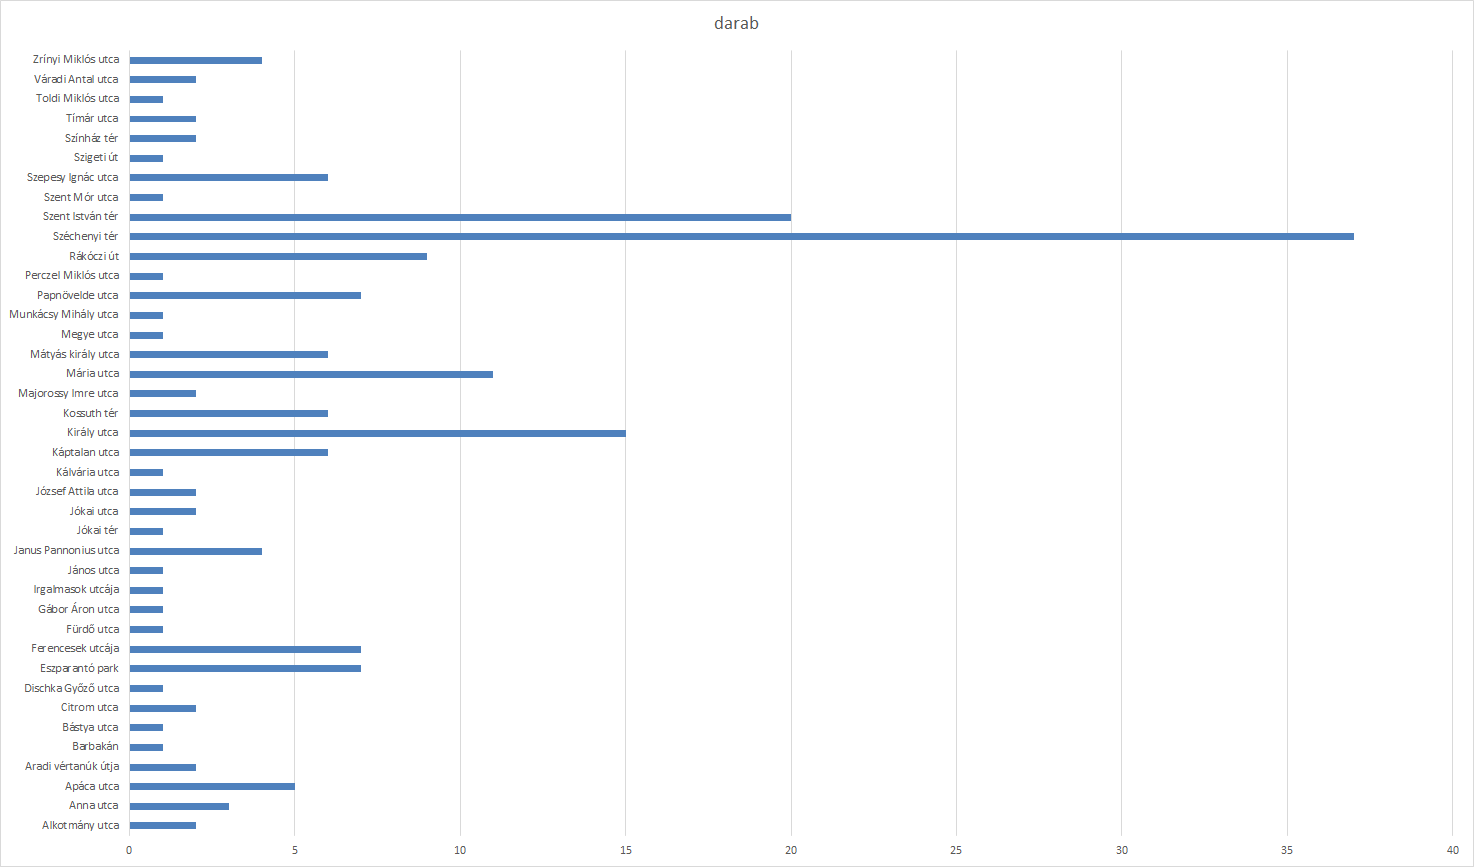 darab
Zrínyi Miklós utca
Váradi Antal utca
Toldi Miklós utca
Tímár utca
Színház tér
Szigeti út
Szepesy Ignác utca
Szent Mór utca
Szent István tér
Széchenyi tér
Rákóczi út
Perczel Miklós utca
Papnövelde utca
Munkácsy Mihály utca
Megye utca
Mátyás király utca
Mária utca
Majorossy Imre utca
Kossuth tér
Király utca
Káptalan utca
Kálvária utca
József Attila utca
Jókai utca
Jókai tér
Janus Pannonius utca
János utca
Irgalmasok utcája
Gábor Áron utca
Fürdő utca
Ferencesek utcája
Eszparantó park
Dischka Győző utca
Citrom utca
Bástya utca
Barbakán
Aradi vértanúk útja
Apáca utca
Anna utca
Alkotmány utca
0 5 10 15 20 25 30 35 40